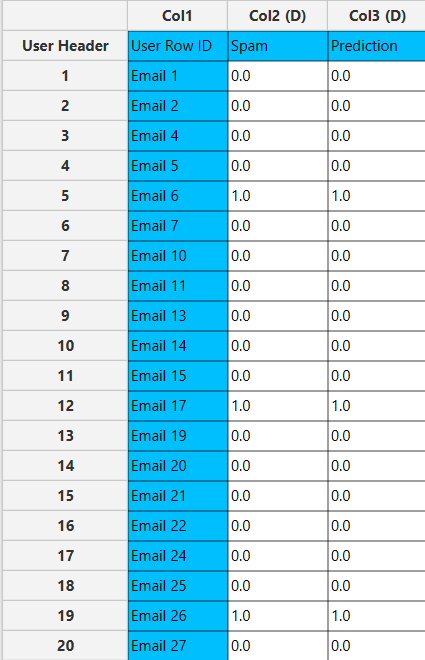 Col1 Col2 (D) Col3 (D)
User Header User Row ID Spam Prediction
1 Email 1 0.0 0.0
2 Email 2 0.0 0.0
3 Email 4 0.0 0.0
4 Email 5 0.0 0.0
5 Email 6 1.0 1.0
6 Email 7 0.0 0.0
7 Email 10 0.0 0.0
8 Email 11 0.0 0.0
9 Email 13 0.0 0.0
10 Email 14 0.0 0.0
11 Email 15 0.0 0.0
12 Email 17 1.0 1.0
13 Email 19 0.0 0.0
14 Email 20 0.0 0.0
15 Email 21 0.0 0.0
16 Email 22 0.0 0.0
17 Email 24 0.0 0.0
18 Email 25 0.0 0.0
19 Email 26 1.0 1.0
20 Email 27 0.0 0.0